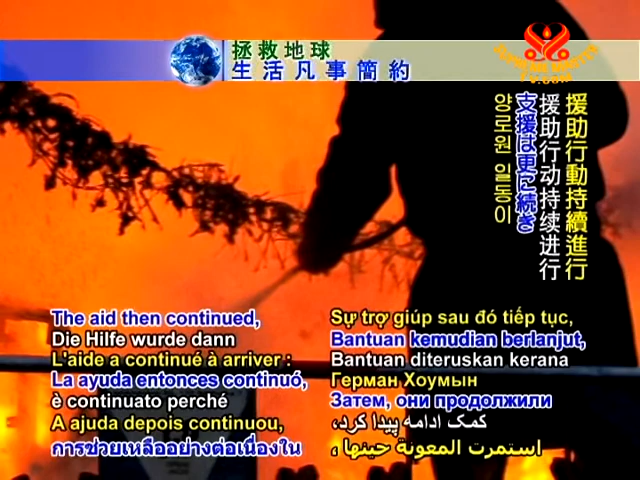 拯救地球
生活凡事簡約
SUPREME MASTER
TV.COM
援助行動持續進行
援助行动持续进行
支援は更に続き
양로원 일동이
The aid then continued,
Die Hilfe wurde dann
L'aide a continué à arriver :
La ayuda entonces continuó,
è continuato perché
A ajuda depois continuou,
การช่วยเหลืออย่างต่อเนื่องใน
Sự trợ giúp sau đó tiếp tục,
Bantuan kemudian berlanjut,
Bantuan diteruskan kerana
Герман Хоумын
Затем, они продолжили
کمک ادامه پیدا کرد،
استمرت المعونة حينها ،